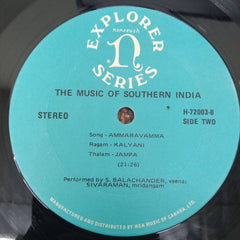 EXPLORER
nonesuch
n
SERIES
THE MUSIC OF SOUTHERN INDIA
STEREO
H-72003-B
SIDE TWO
Song - AMMARAVAMMA
Ragam - KALYANI
Thalam - JAMPA
(21:26)
Performed by S. BALACHANDER, veena;
SIVARAMAN, mridangam
MANUFACTURED AND DISTRIBUTED BY WEA MUSIC OF CANADA, LTD.